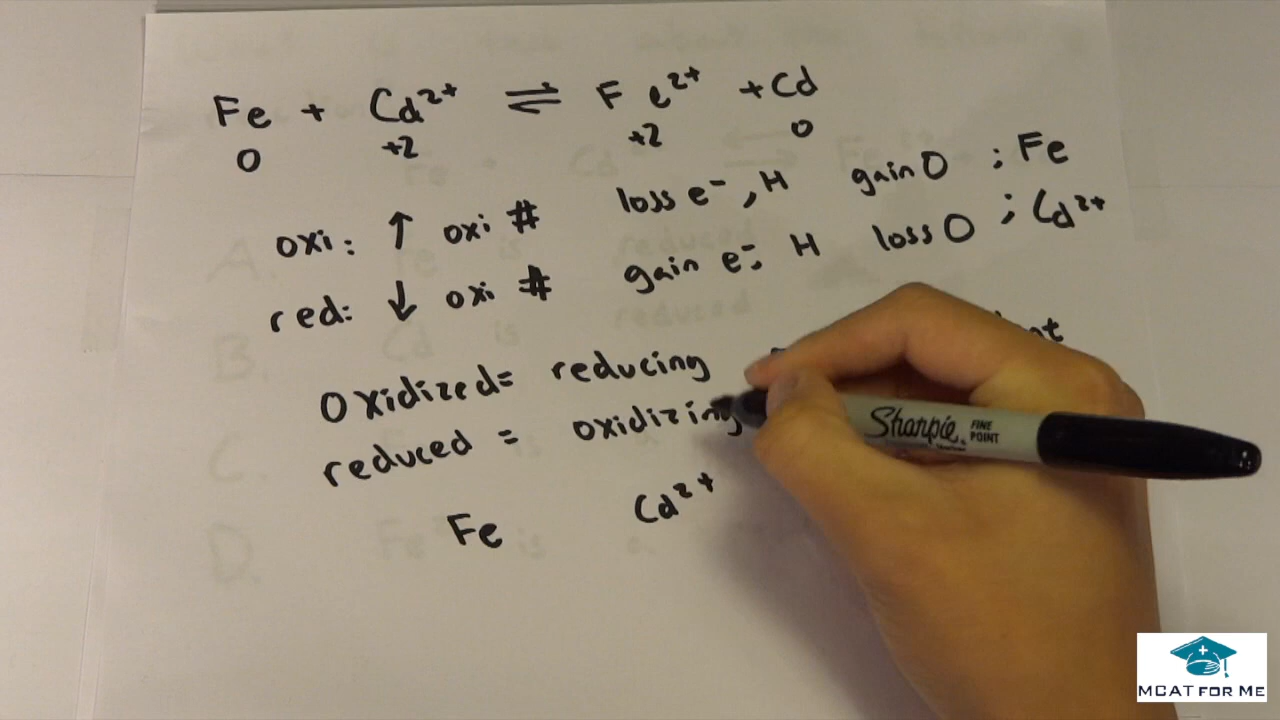 Fe + Cd²⁺ ⇌ Fe²⁺ + Cd
0 +2 +2 0
oxi: ↑ oxi # loss e⁻, H gain O ; Fe
red: ↓ oxi # gain e⁻, H loss O ; Cd²⁺
Oxidized = reducing
reduced = oxidizing
Fe Cd²⁺
Sharpie FINE POINT
MCAT FOR ME